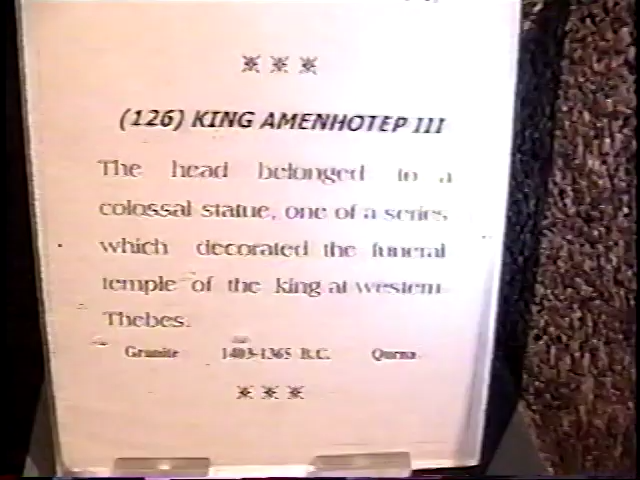 (126) KING AMENHOTEP III
The head belonged to a
colossal statue, one of a series
which decorated the funeral
temple of the king at western
Thebes.
Granite 1403-1365 B.C. Qurna